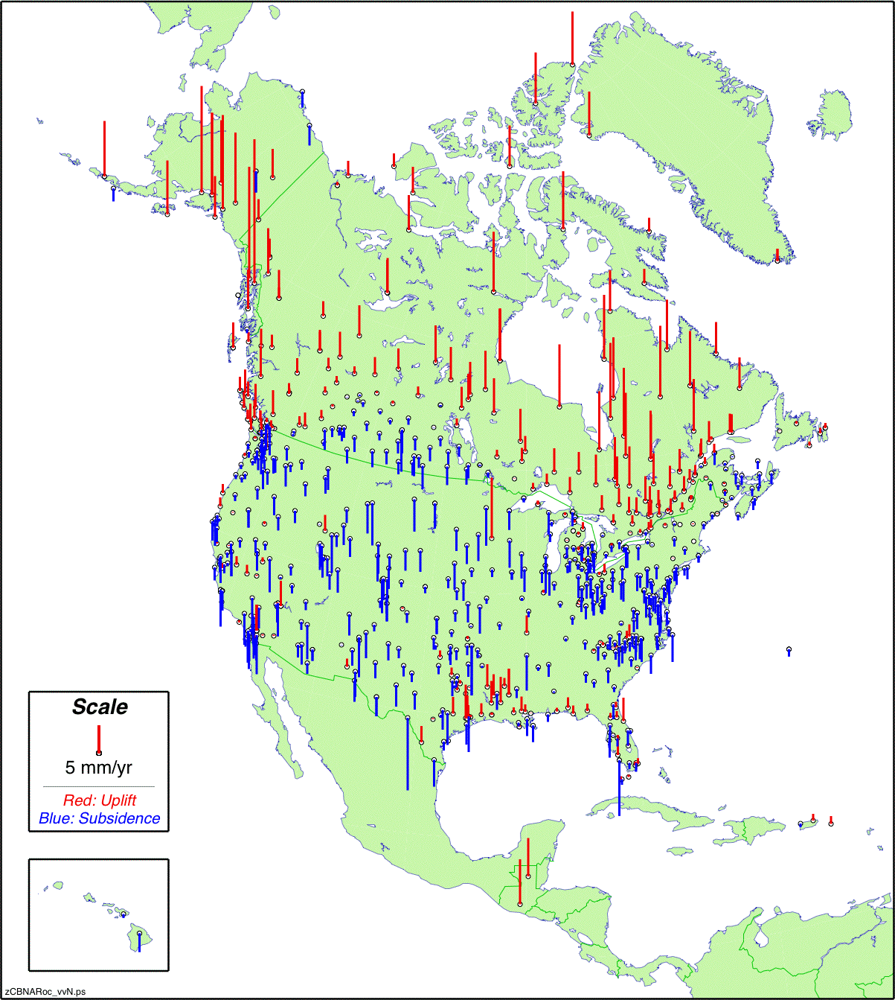 Scale
5 mm/yr
Red: Uplift
Blue: Subsidence
zCBNARoc_vvN.ps